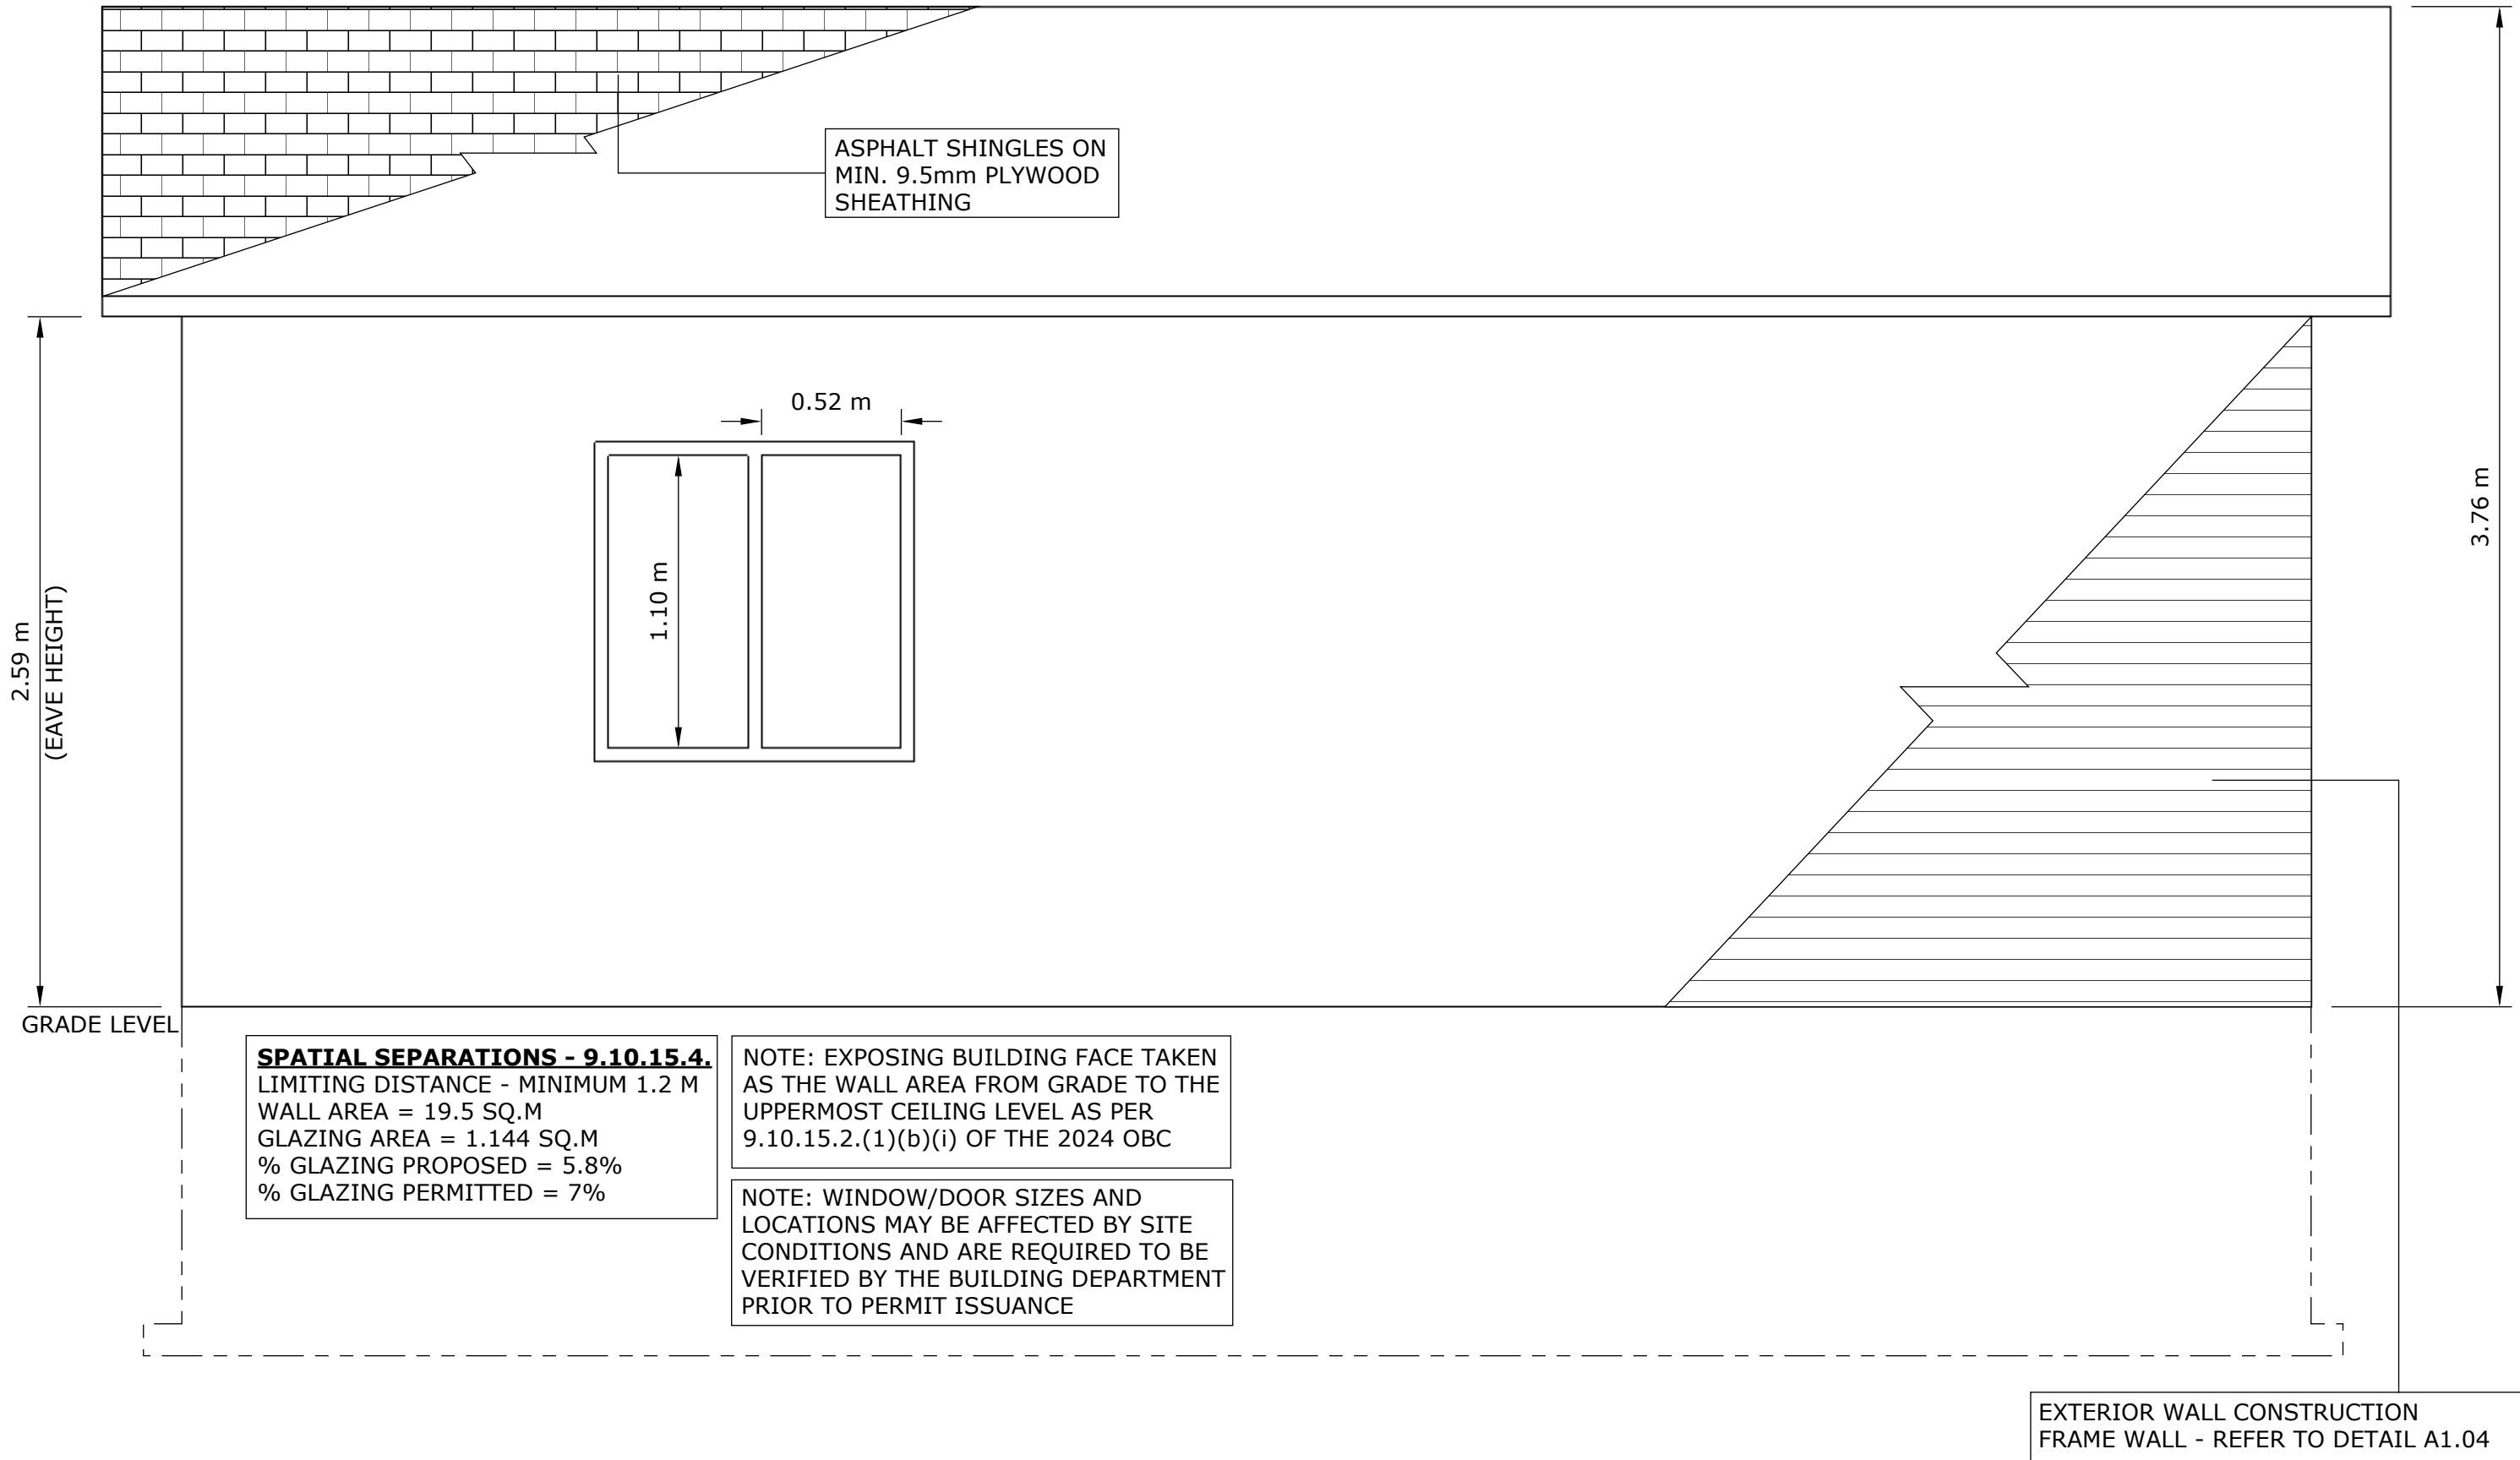 ASPHALT SHINGLES ON
MIN. 9.5mm PLYWOOD
SHEATHING
0.52 m
1.10 m
2.59 m
(EAVE HEIGHT)
3.76 m
GRADE LEVEL
SPATIAL SEPARATIONS - 9.10.15.4.
LIMITING DISTANCE - MINIMUM 1.2 M
WALL AREA = 19.5 SQ.M
GLAZING AREA = 1.144 SQ.M
% GLAZING PROPOSED = 5.8%
% GLAZING PERMITTED = 7%
NOTE: EXPOSING BUILDING FACE TAKEN
AS THE WALL AREA FROM GRADE TO THE
UPPERMOST CEILING LEVEL AS PER
9.10.15.2.(1)(b)(i) OF THE 2024 OBC
NOTE: WINDOW/DOOR SIZES AND
LOCATIONS MAY BE AFFECTED BY SITE
CONDITIONS AND ARE REQUIRED TO BE
VERIFIED BY THE BUILDING DEPARTMENT
PRIOR TO PERMIT ISSUANCE
EXTERIOR WALL CONSTRUCTION
FRAME WALL - REFER TO DETAIL A1.04